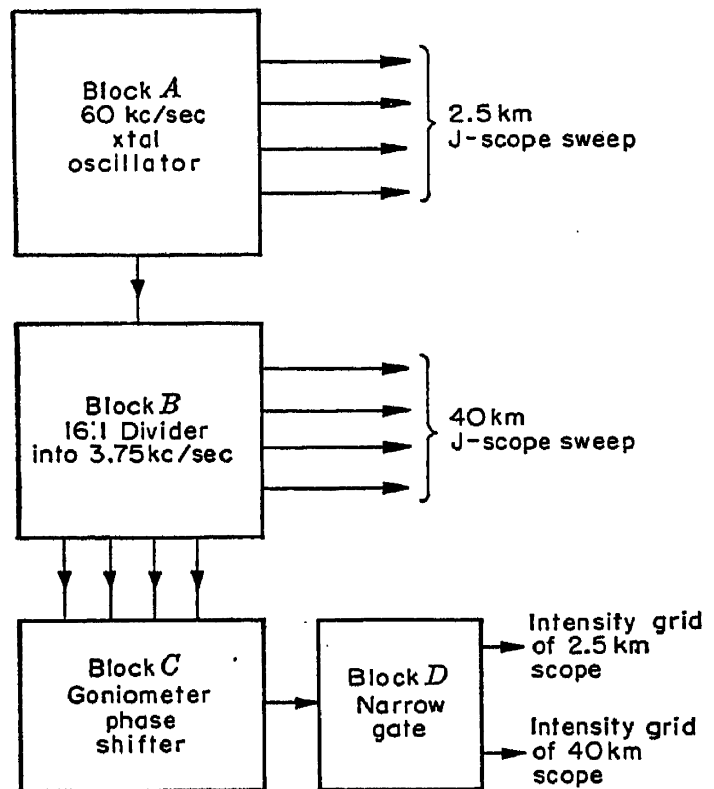 Block A
60 kc/sec
xtal
oscillator
2.5 km
J-scope sweep
Block B
16:1 Divider
into 3.75 kc/sec
40 km
J-scope sweep
Block C
Goniometer
phase
shifter
Block D
Narrow
gate
Intensity grid
of 2.5 km
scope
Intensity grid
of 40 km
scope